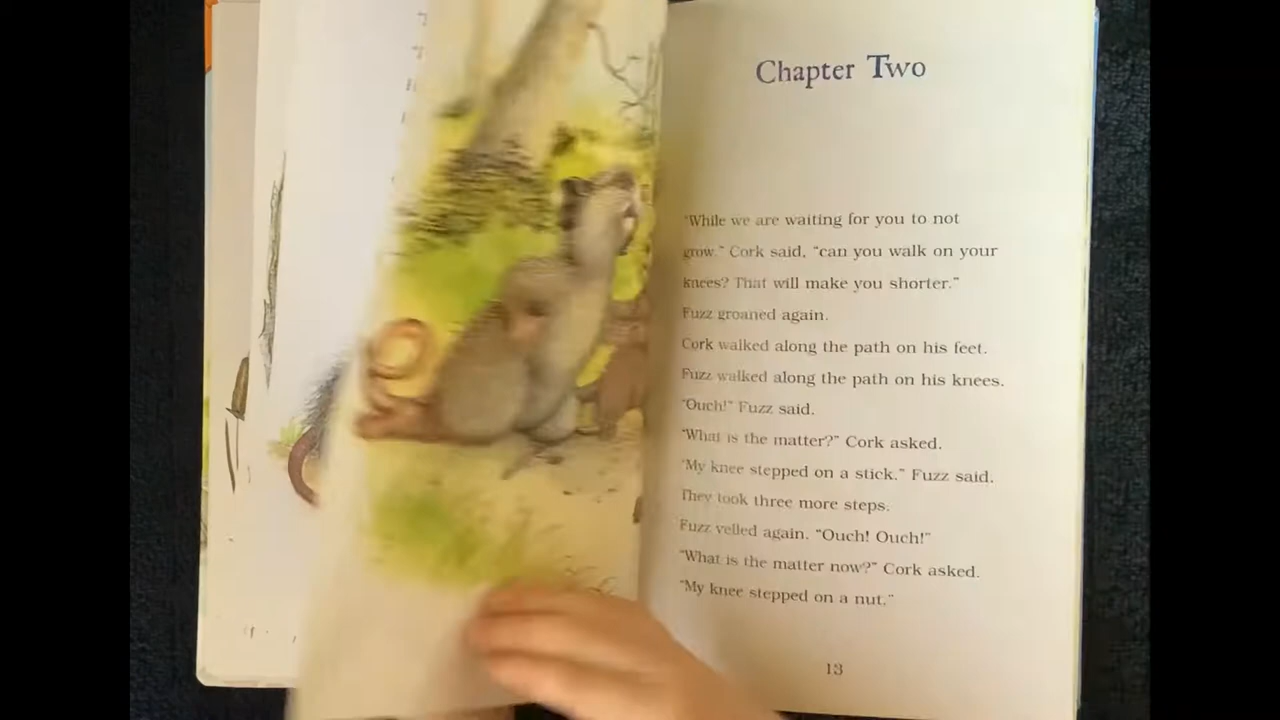 Chapter Two
"While we are waiting for you to not
grow," Cork said, "can you walk on your
knees? That will make you shorter."
Fuzz groaned again.
Cork walked along the path on his feet.
Fuzz walked along the path on his knees.
"Ouch!" Fuzz said.
"What is the matter?" Cork asked.
"My knee stepped on a stick," Fuzz said.
They took three more steps.
Fuzz yelled again. "Ouch! Ouch!"
"What is the matter now?" Cork asked.
"My knee stepped on a nut."
13